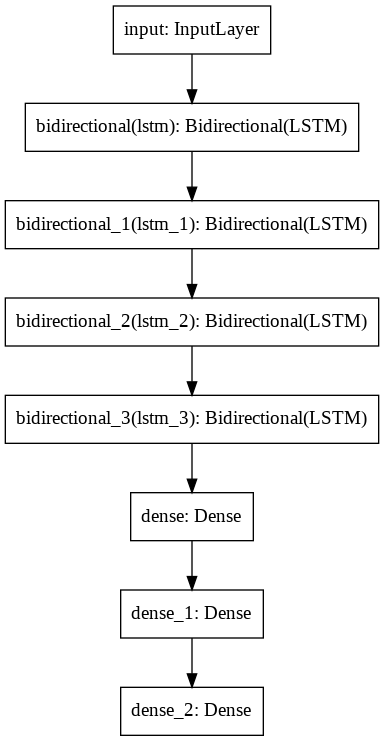 input: InputLayer
bidirectional(lstm): Bidirectional(LSTM)
bidirectional_1(lstm_1): Bidirectional(LSTM)
bidirectional_2(lstm_2): Bidirectional(LSTM)
bidirectional_3(lstm_3): Bidirectional(LSTM)
dense: Dense
dense_1: Dense
dense_2: Dense